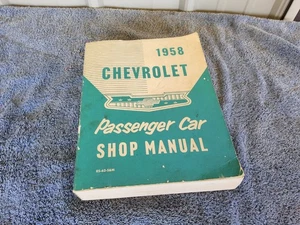 1958
CHEVROLET
Passenger Car
SHOP MANUAL